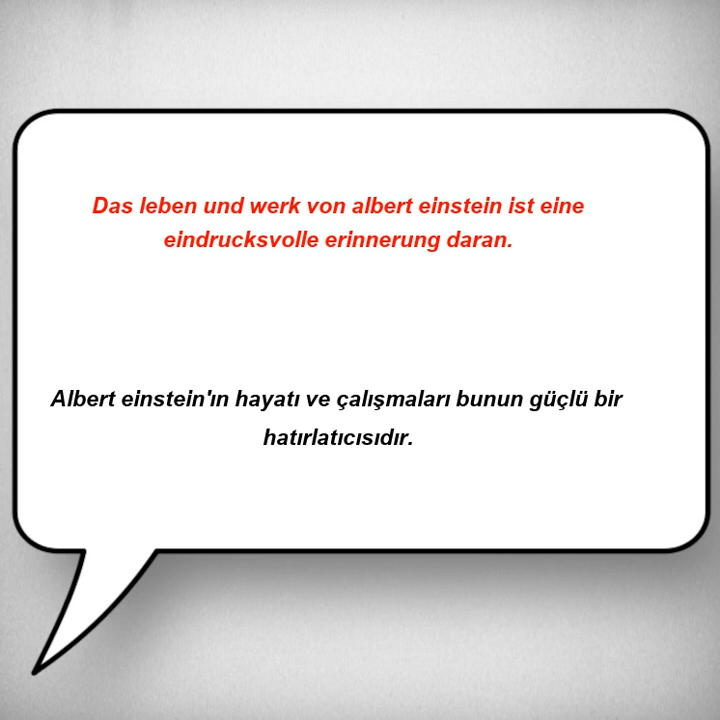 Das leben und werk von albert einstein ist eine
eindrucksvolle erinnerung daran.
Albert einstein'ın hayatı ve çalışmaları bunun güçlü bir
hatırlatıcısıdır.